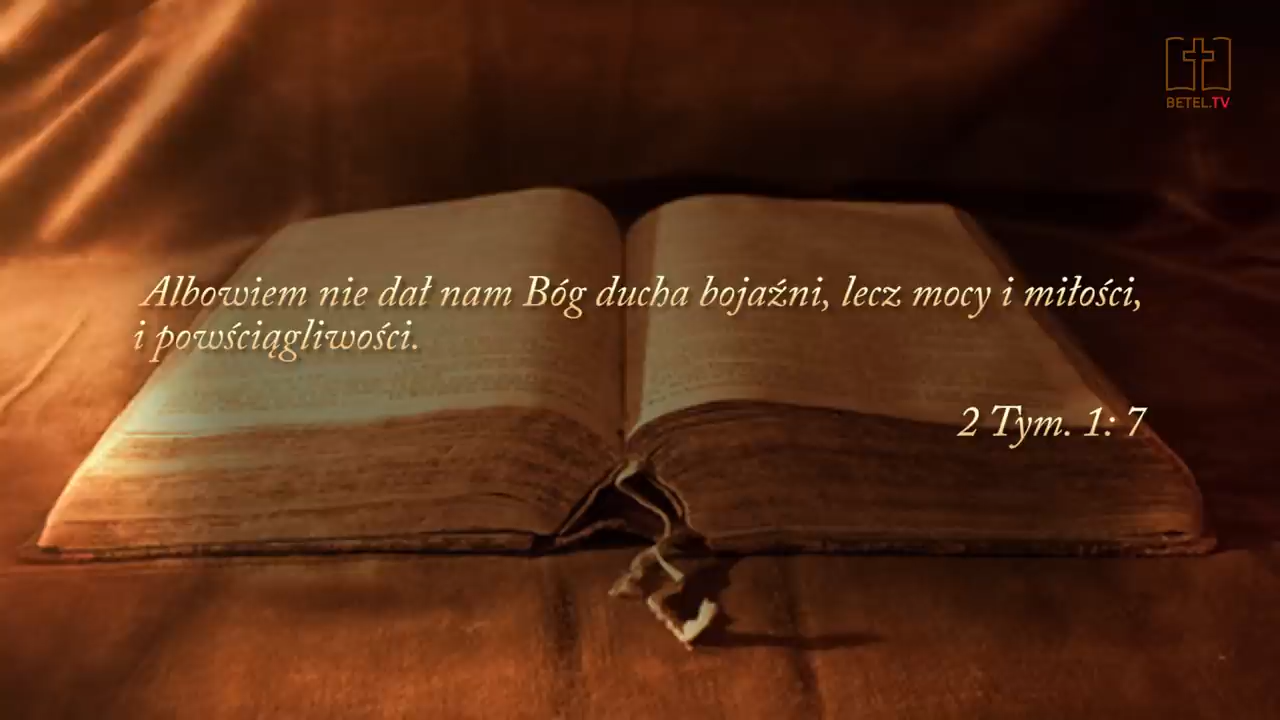 BETEL.TV
Albowiem nie dał nam Bóg ducha bojaźni, lecz mocy i miłości,
i powściągliwości.
2 Tym. 1: 7